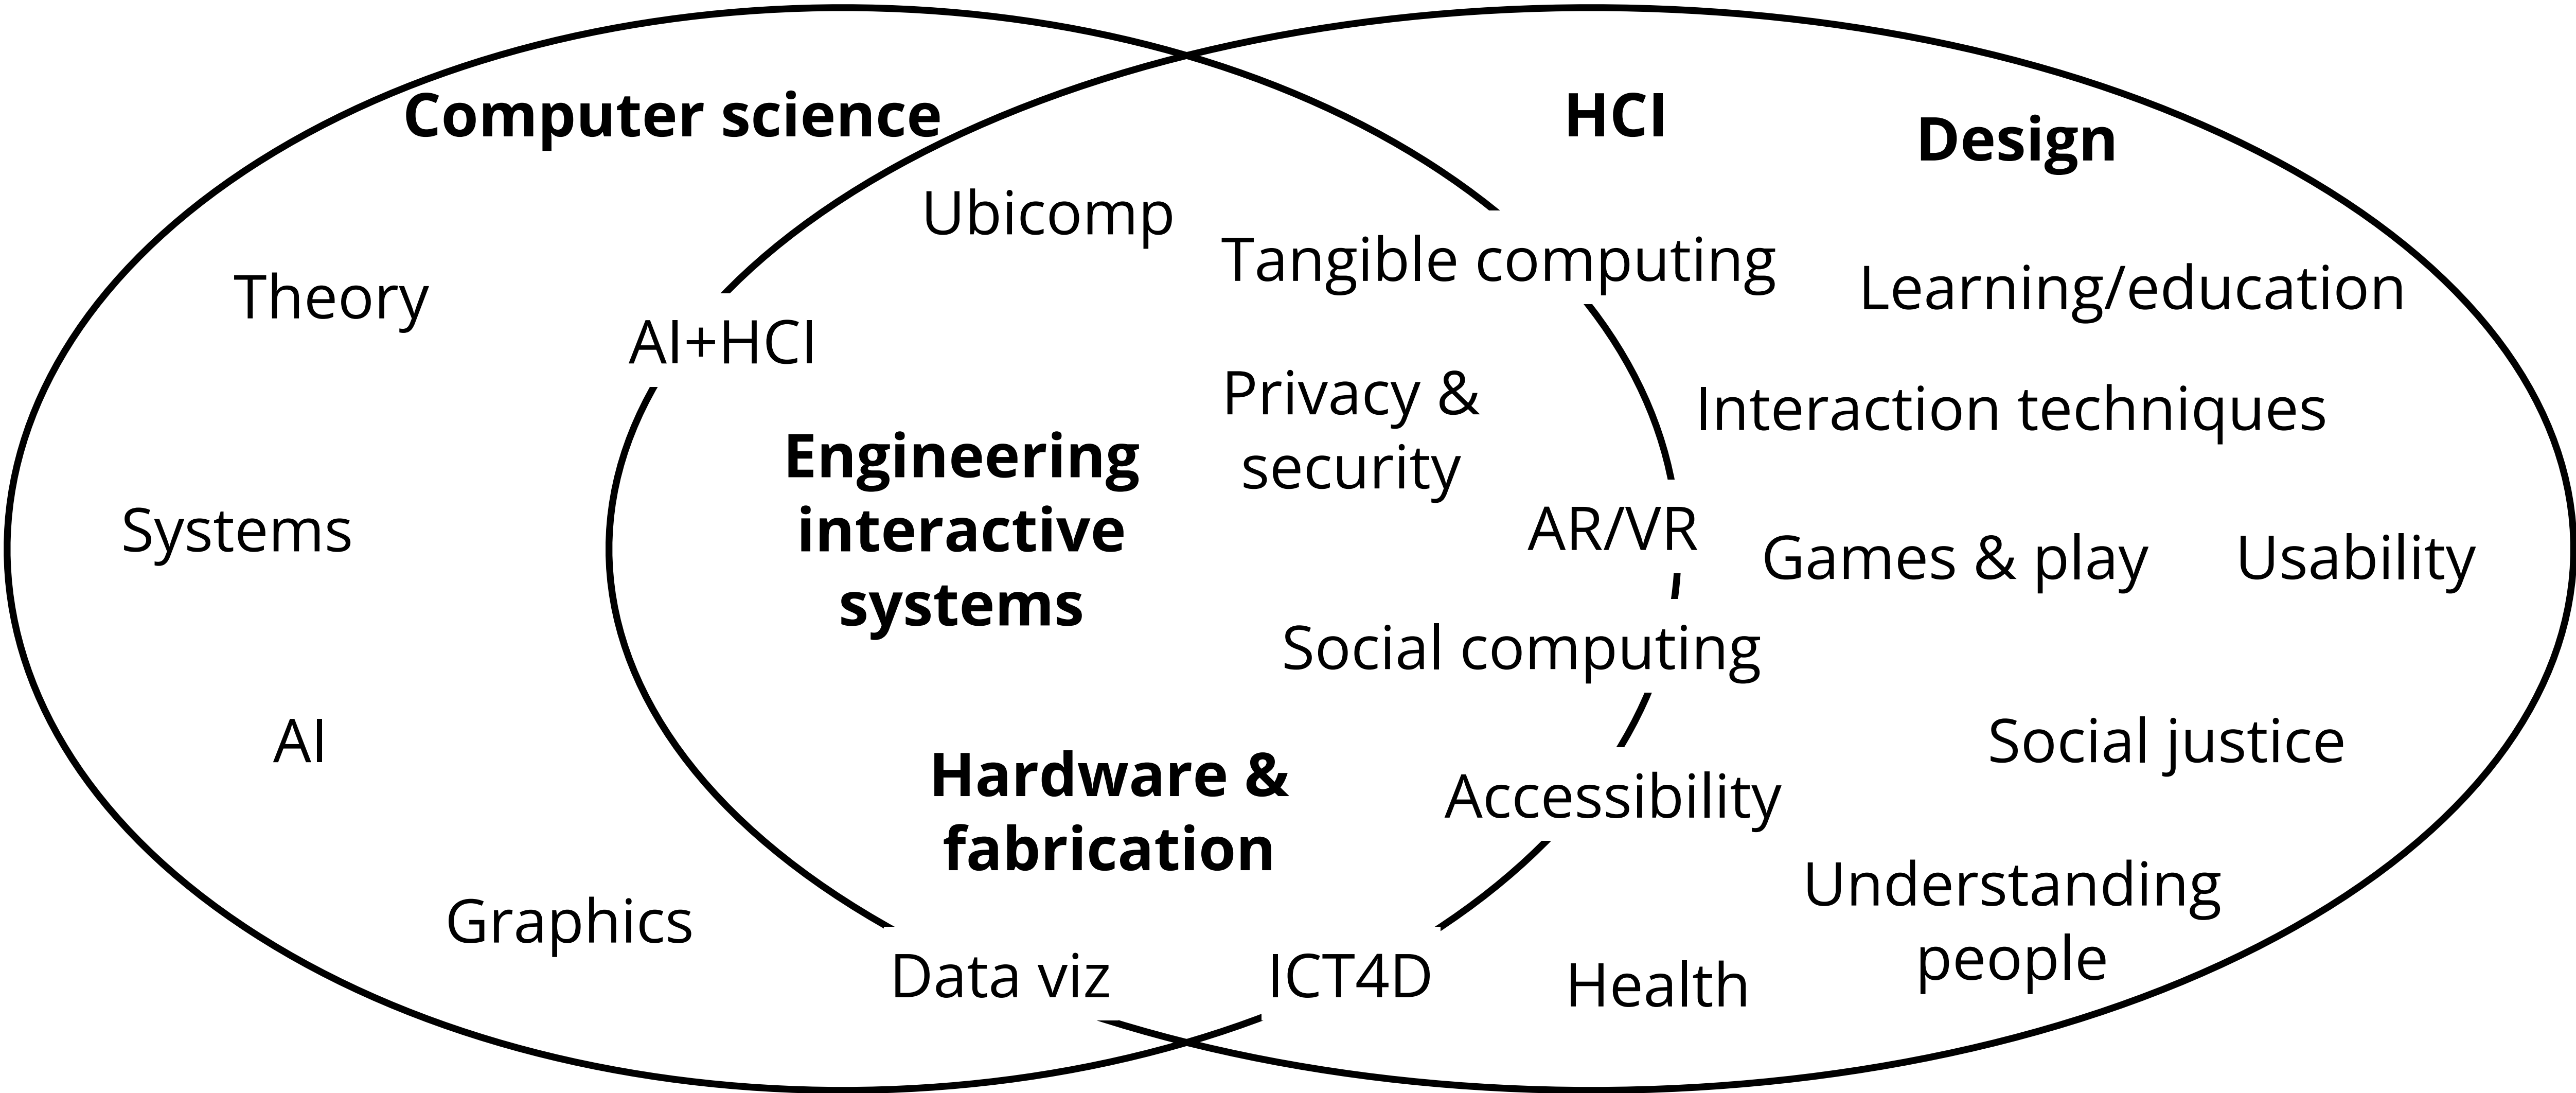 Computer science
HCI
Design
Ubicomp
Tangible computing
Theory
Learning/education
AI+HCI
Privacy &
security
Interaction techniques
Engineering
interactive
systems
Systems
AR/VR
Games & play
Usability
Social computing
AI
Social justice
Hardware &
fabrication
Accessibility
Understanding
people
Graphics
Data viz
ICT4D
Health